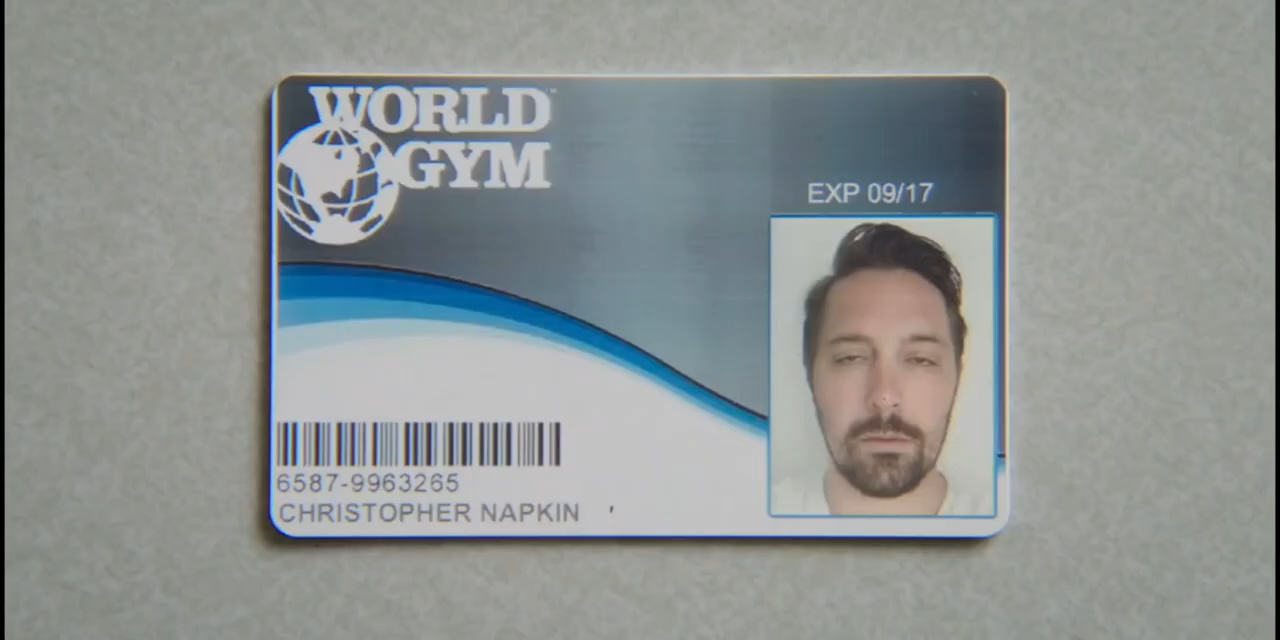 WORLD
GYM
EXP 09/17
6587-9963265
CHRISTOPHER NAPKIN